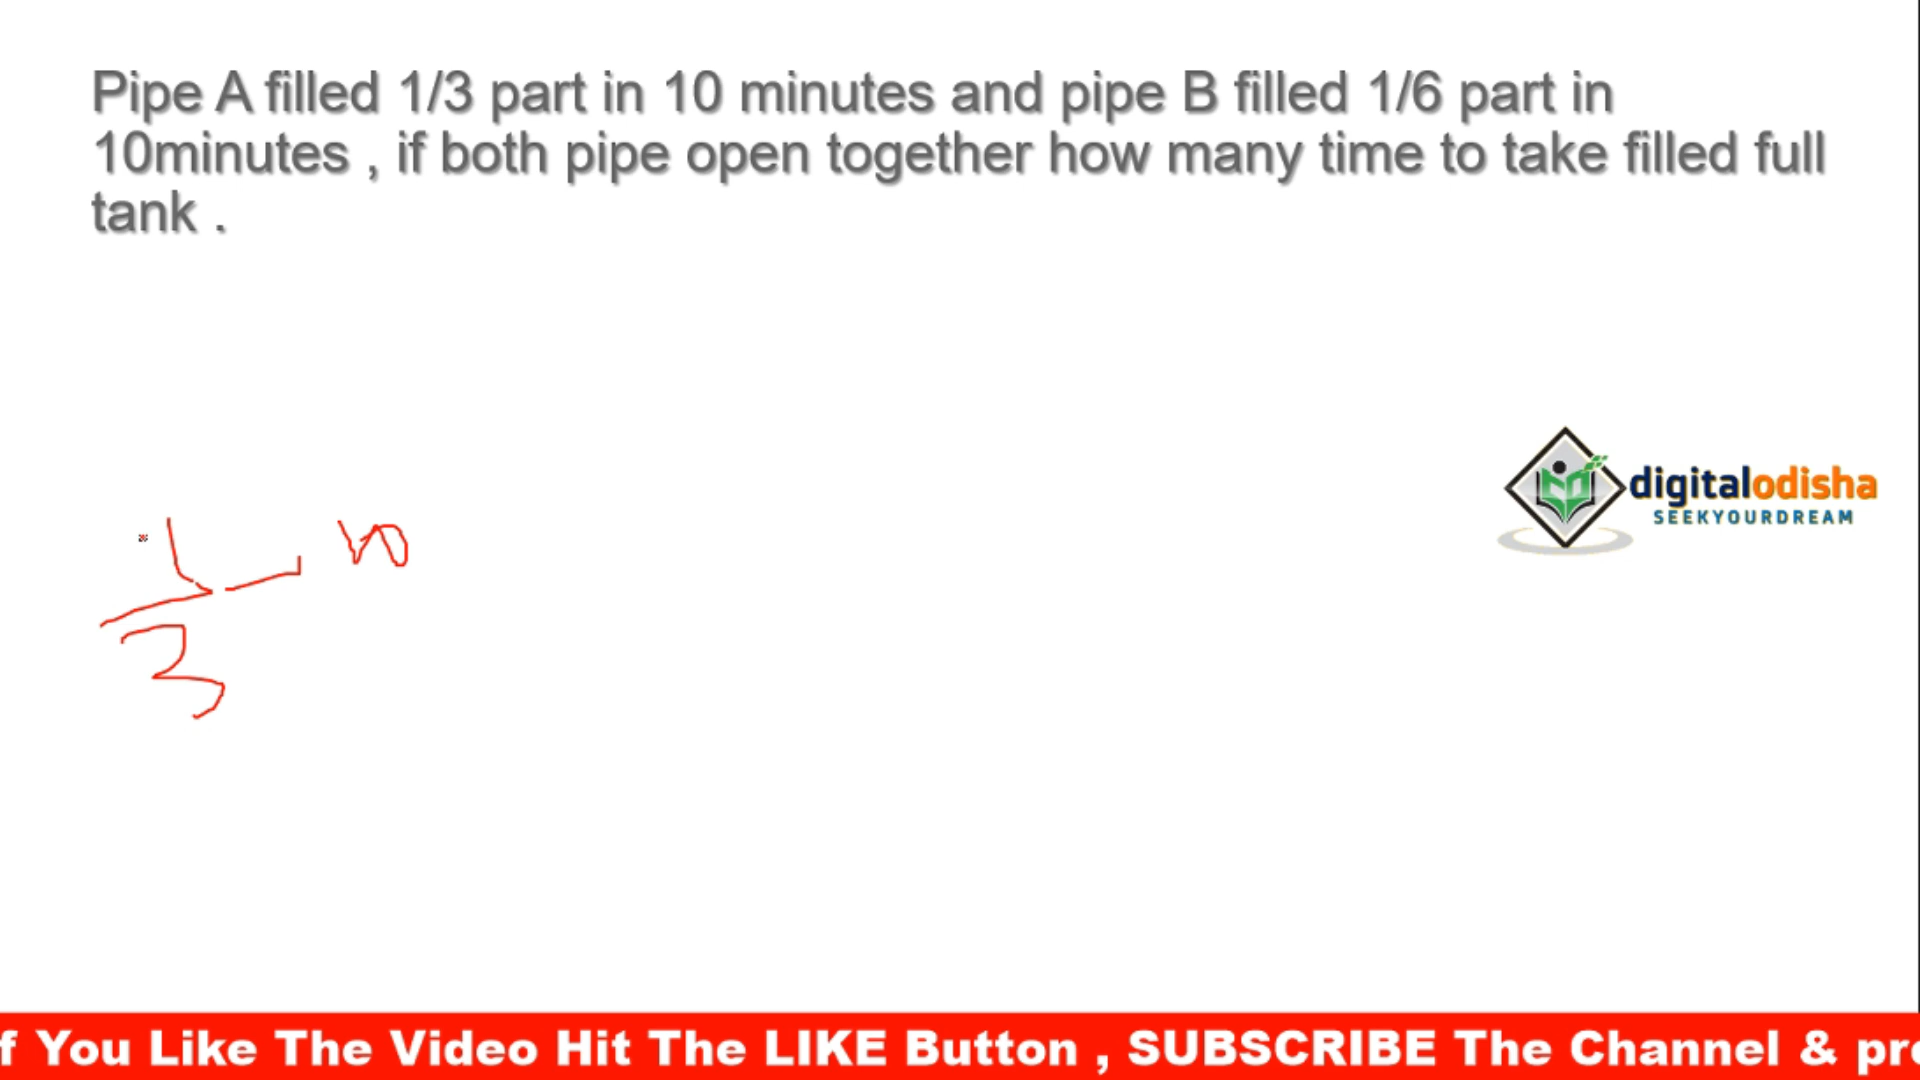 Pipe A filled 1/3 part in 10 minutes and pipe B filled 1/6 part in
10minutes , if both pipe open together how many time to take filled full
tank .
digitalodisha
SEEKYOURDREAM
1/3 - 10
f You Like The Video Hit The LIKE Button , SUBSCRIBE The Channel & pr